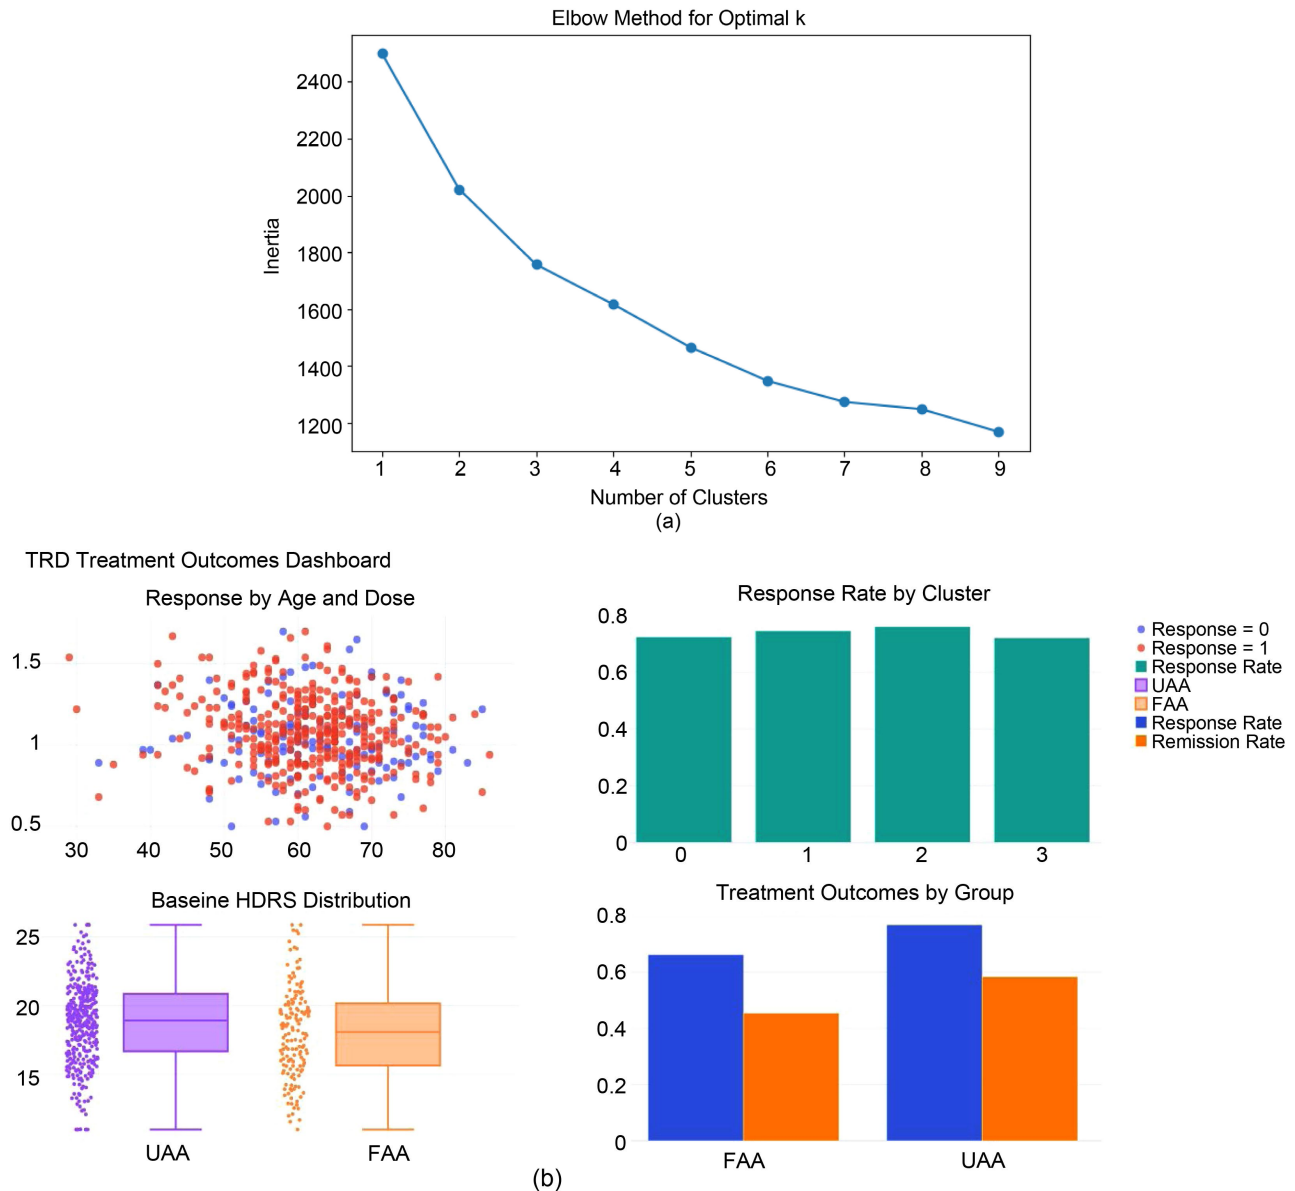 Elbow Method for Optimal k
2400
2200
2000
1800
1600
1400
1200
Inertia
1 2 3 4 5 6 7 8 9
Number of Clusters
(a)
TRD Treatment Outcomes Dashboard
Response by Age and Dose
1.5
1
0.5
30 40 50 60 70 80
Response Rate by Cluster
0.8
0.6
0.4
0.2
0
0 1 2 3
Response = 0
Response = 1
Response Rate
UAA
FAA
Response Rate
Remission Rate
Baseine HDRS Distribution
25
20
15
UAA FAA
Treatment Outcomes by Group
0.8
0.6
0.4
0.2
0
FAA UAA
(b)